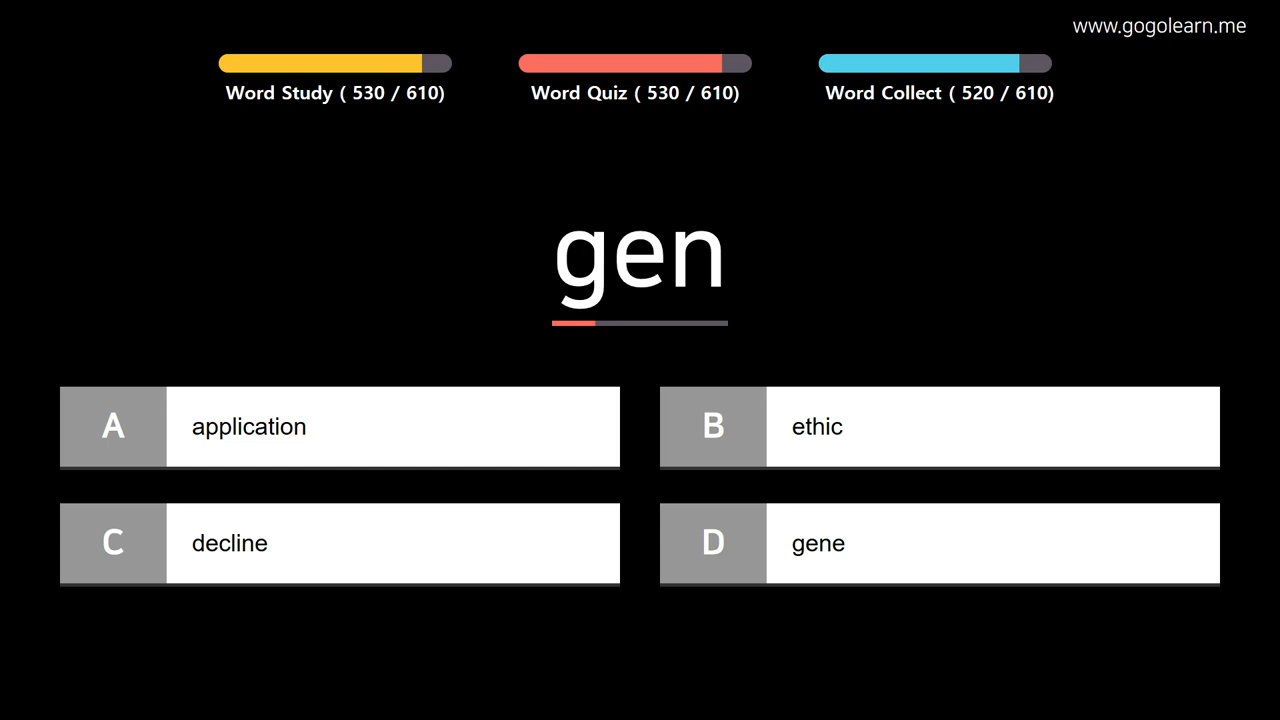 www.gogolearn.me
Word Study ( 530 / 610)
Word Quiz ( 530 / 610)
Word Collect ( 520 / 610)
gen
A application
B ethic
C decline
D gene